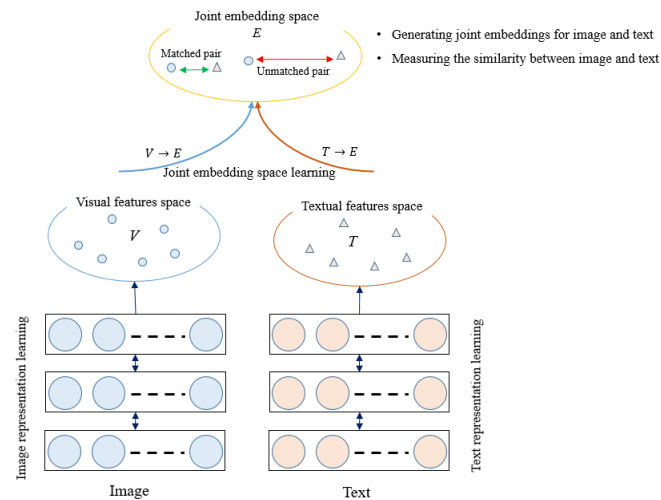 Joint embedding space
E
Matched pair
Unmatched pair
• Generating joint embeddings for image and text
• Measuring the similarity between image and text
V → E
T → E
Joint embedding space learning
Visual features space
V
Textual features space
T
Image representation learning
Text representation learning
Image
Text